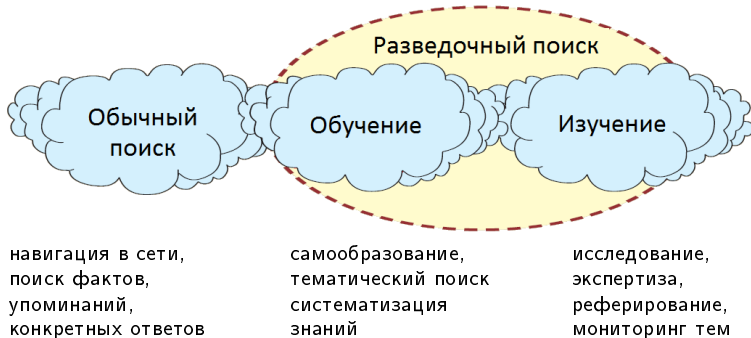 Разведочный поиск
Обычный
поиск
Обучение
Изучение
навигация в сети,
поиск фактов,
упоминаний,
конкретных ответов
самообразование,
тематический поиск
систематизация
знаний
исследование,
экспертиза,
реферирование,
мониторинг тем